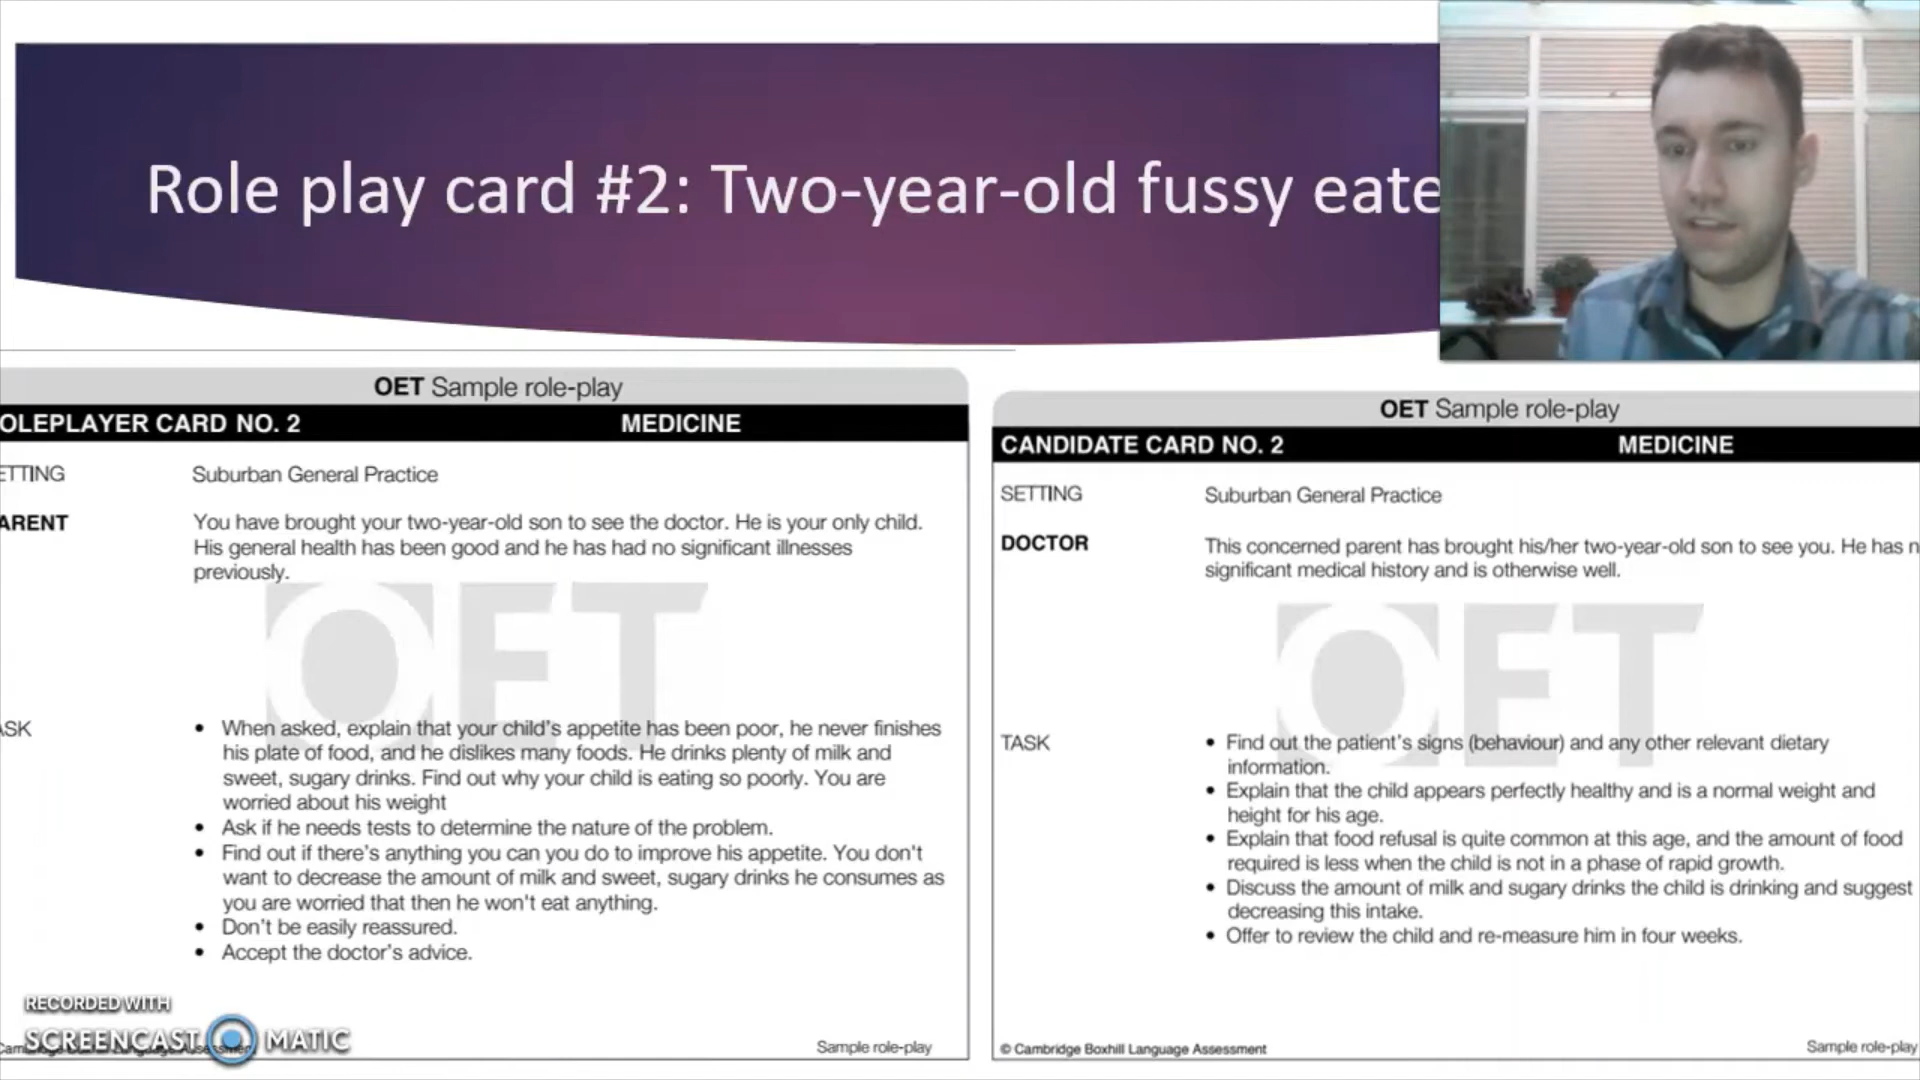 Role play card #2: Two-year-old fussy eate
OET Sample role-play
OLEPLAYER CARD NO. 2 MEDICINE
ETTING Suburban General Practice
ARENT You have brought your two-year-old son to see the doctor. He is your only child.
His general health has been good and he has had no significant illnesses
previously.
OET
ASK
• When asked, explain that your child's appetite has been poor, he never finishes
his plate of food, and he dislikes many foods. He drinks plenty of milk and
sweet, sugary drinks. Find out why your child is eating so poorly. You are
worried about his weight
• Ask if he needs tests to determine the nature of the problem.
• Find out if there's anything you can you do to improve his appetite. You don't
want to decrease the amount of milk and sweet, sugary drinks he consumes as
you are worried that then he won't eat anything.
• Don't be easily reassured.
• Accept the doctor's advice.
Sample role-play
OET Sample role-play
CANDIDATE CARD NO. 2 MEDICINE
SETTING Suburban General Practice
DOCTOR This concerned parent has brought his/her two-year-old son to see you. He has n
significant medical history and is otherwise well.
OET
TASK
• Find out the patient's signs (behaviour) and any other relevant dietary
information.
• Explain that the child appears perfectly healthy and is a normal weight and
height for his age.
• Explain that food refusal is quite common at this age, and the amount of food
required is less when the child is not in a phase of rapid growth.
• Discuss the amount of milk and sugary drinks the child is drinking and suggest
decreasing this intake.
• Offer to review the child and re-measure him in four weeks.
© Cambridge Boxhill Language Assessment Sample role-play
RECORDED WITH
SCREENCAST MATIC